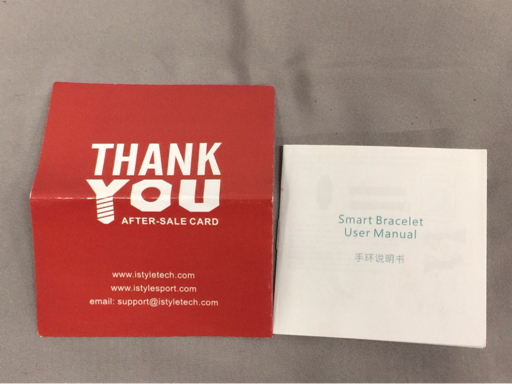 THANK
YOU
AFTER-SALE CARD
www.istyletech.com
www.istylesport.com
email: support@istyletech.com
Smart Bracelet
User Manual
手环说明书